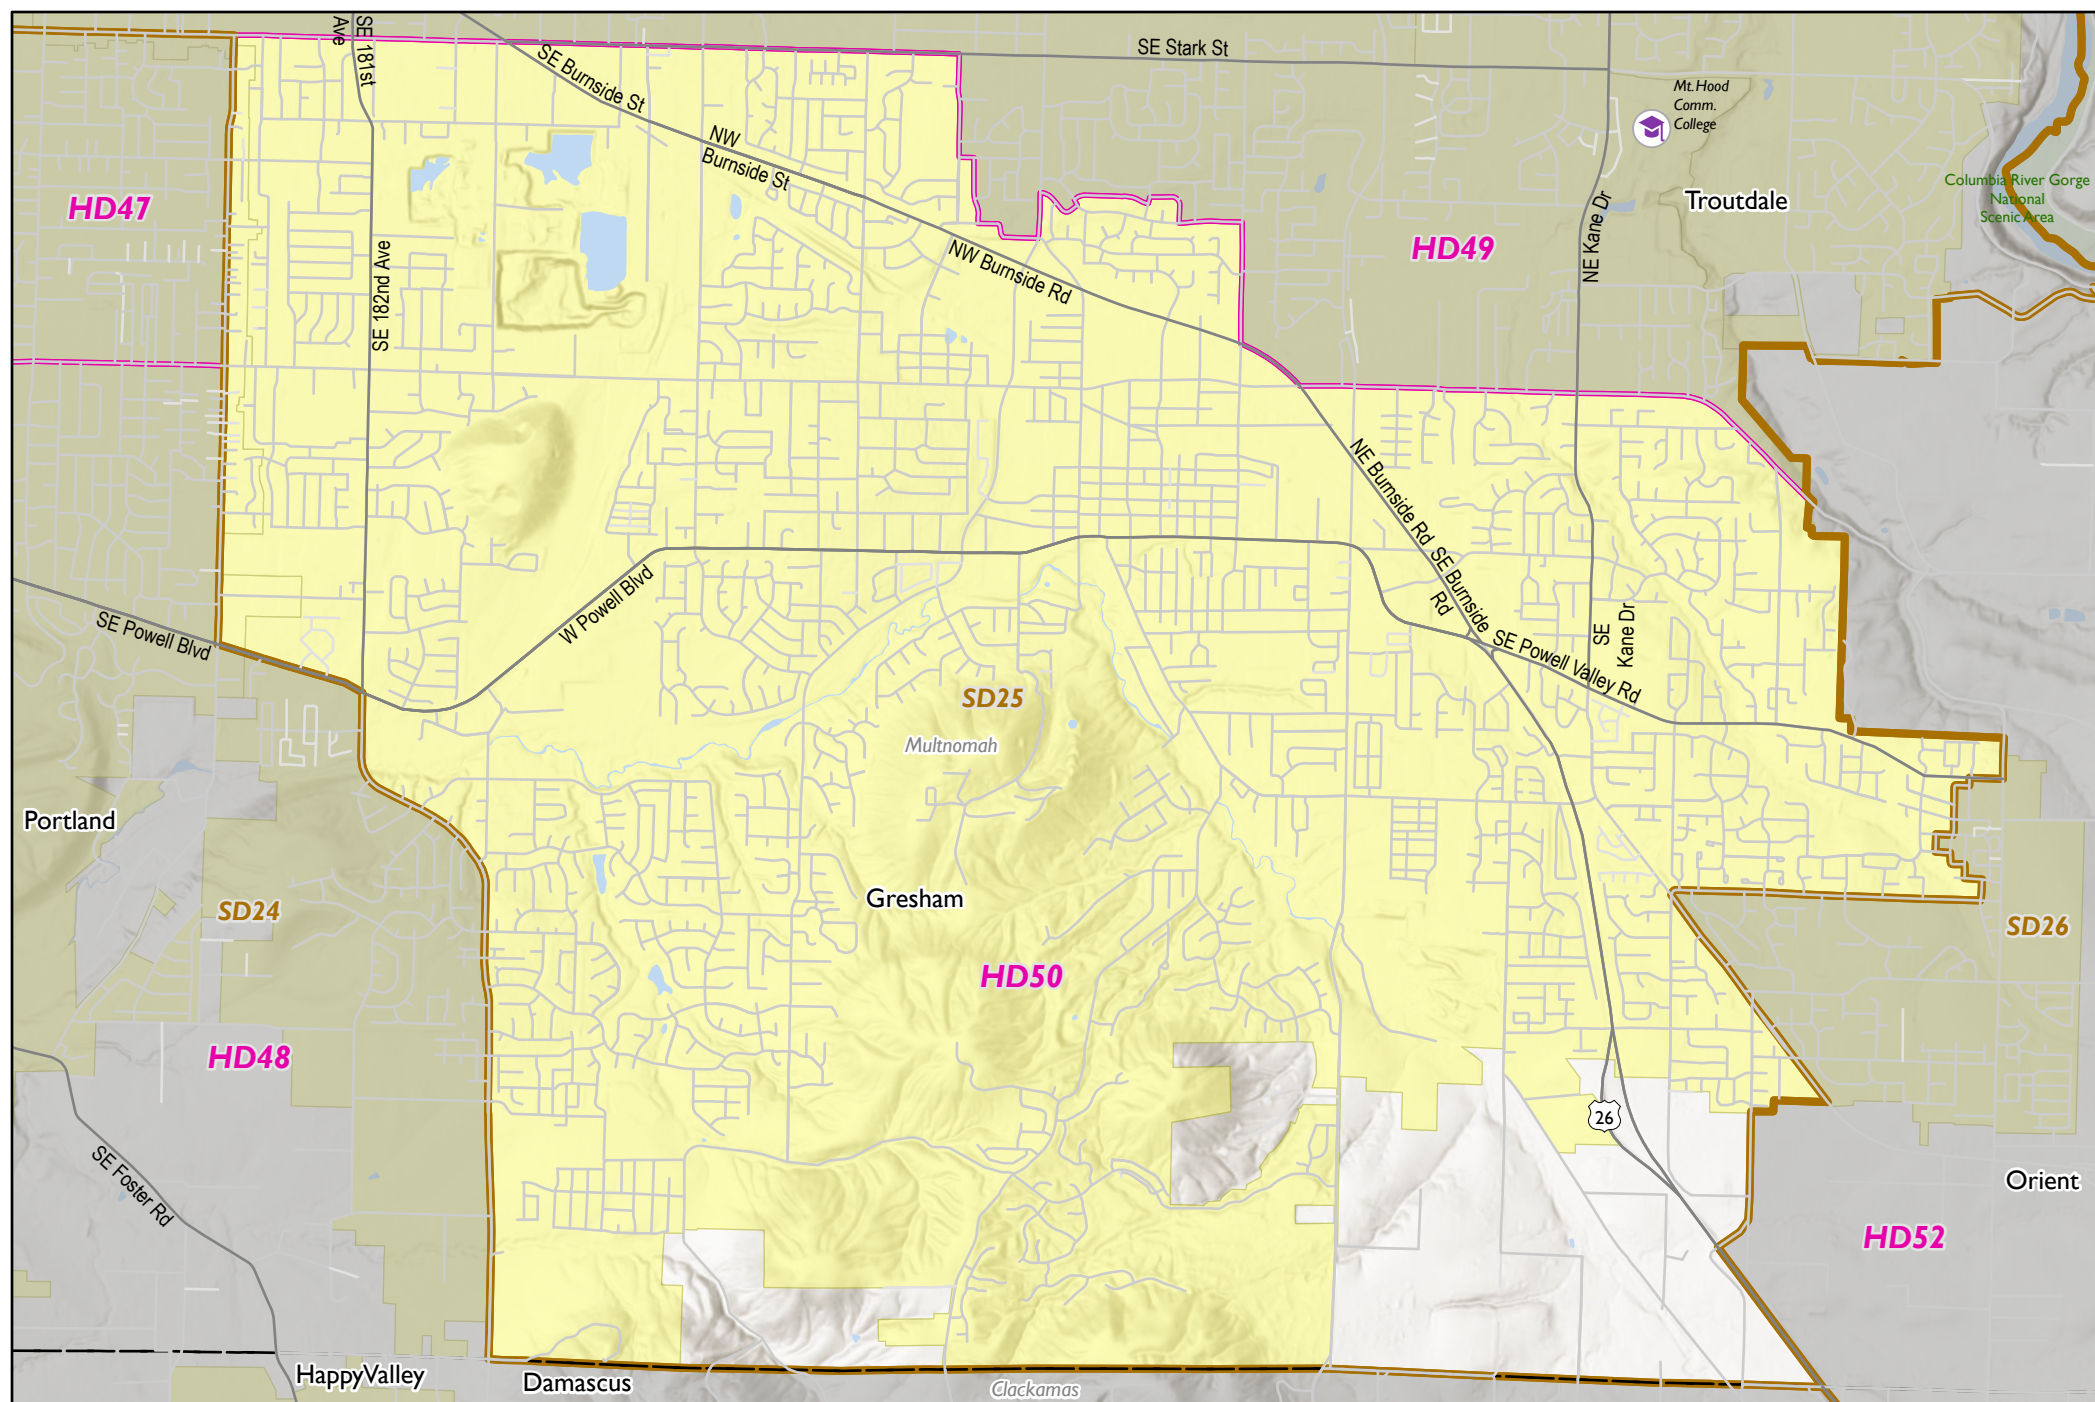 SE 181st
Ave
SE Burnside St
SE Stark St
Mt. Hood
Comm.
College
NW
Burnside St
HD47
Troutdale
Columbia River Gorge
National
Scenic Area
HD49
NE Kane Dr
NW Burnside Rd
SE 182nd Ave
NE Burnside Rd
SE Burnside
Rd
W Powell Blvd
SE Powell Blvd
SE
Kane Dr
SE Powell Valley Rd
SD25
Multnomah
Portland
Gresham
SD24
SD26
HD50
HD48
26
SE Foster Rd
Orient
HD52
HappyValley
Damascus
Clackamas